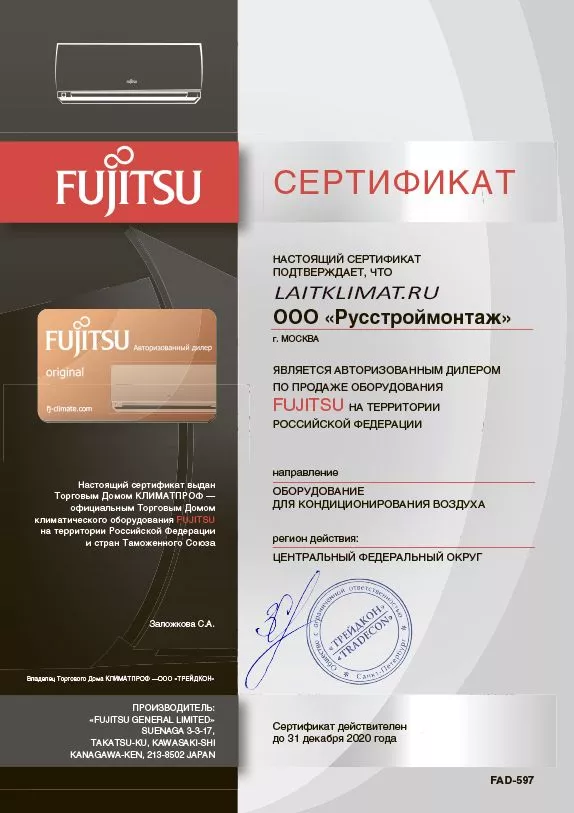 FUJITSU
СЕРТИФИКАТ
НАСТОЯЩИЙ СЕРТИФИКАТ
ПОДТВЕРЖДАЕТ, ЧТО
LAITKLIMAT.RU
ООО «Русстроймонтаж»
г. МОСКВА
ЯВЛЯЕТСЯ АВТОРИЗОВАННЫМ ДИЛЕРОМ
ПО ПРОДАЖЕ ОБОРУДОВАНИЯ
FUJITSU НА ТЕРРИТОРИИ
РОССИЙСКОЙ ФЕДЕРАЦИИ
направление
ОБОРУДОВАНИЕ
ДЛЯ КОНДИЦИОНИРОВАНИЯ ВОЗДУХА
регион действия:
ЦЕНТРАЛЬНЫЙ ФЕДЕРАЛЬНЫЙ ОКРУГ
FUJITSU Авторизованный дилер
original
fj-climate.com
Настоящий сертификат выдан
Торговым Домом КЛИМАТПРОФ —
официальным Торговым Домом
климатического оборудования FUJITSU
на территории Российской Федерации
и стран Таможенного Союза
Заложкова С.А.
Владелец Торгового Дома КЛИМАТПРОФ —ООО «ТРЕЙДКОН»
Общество с ограниченной ответственностью
«ТРЕЙДКОН»
«TRADECON»
Санкт-Петербург
ПРОИЗВОДИТЕЛЬ:
«FUJITSU GENERAL LIMITED»
SUENAGA 3-3-17,
TAKATSU-KU, KAWASAKI-SHI
KANAGAWA-KEN, 213-8502 JAPAN
Сертификат действителен
до 31 декабря 2020 года
FAD-597